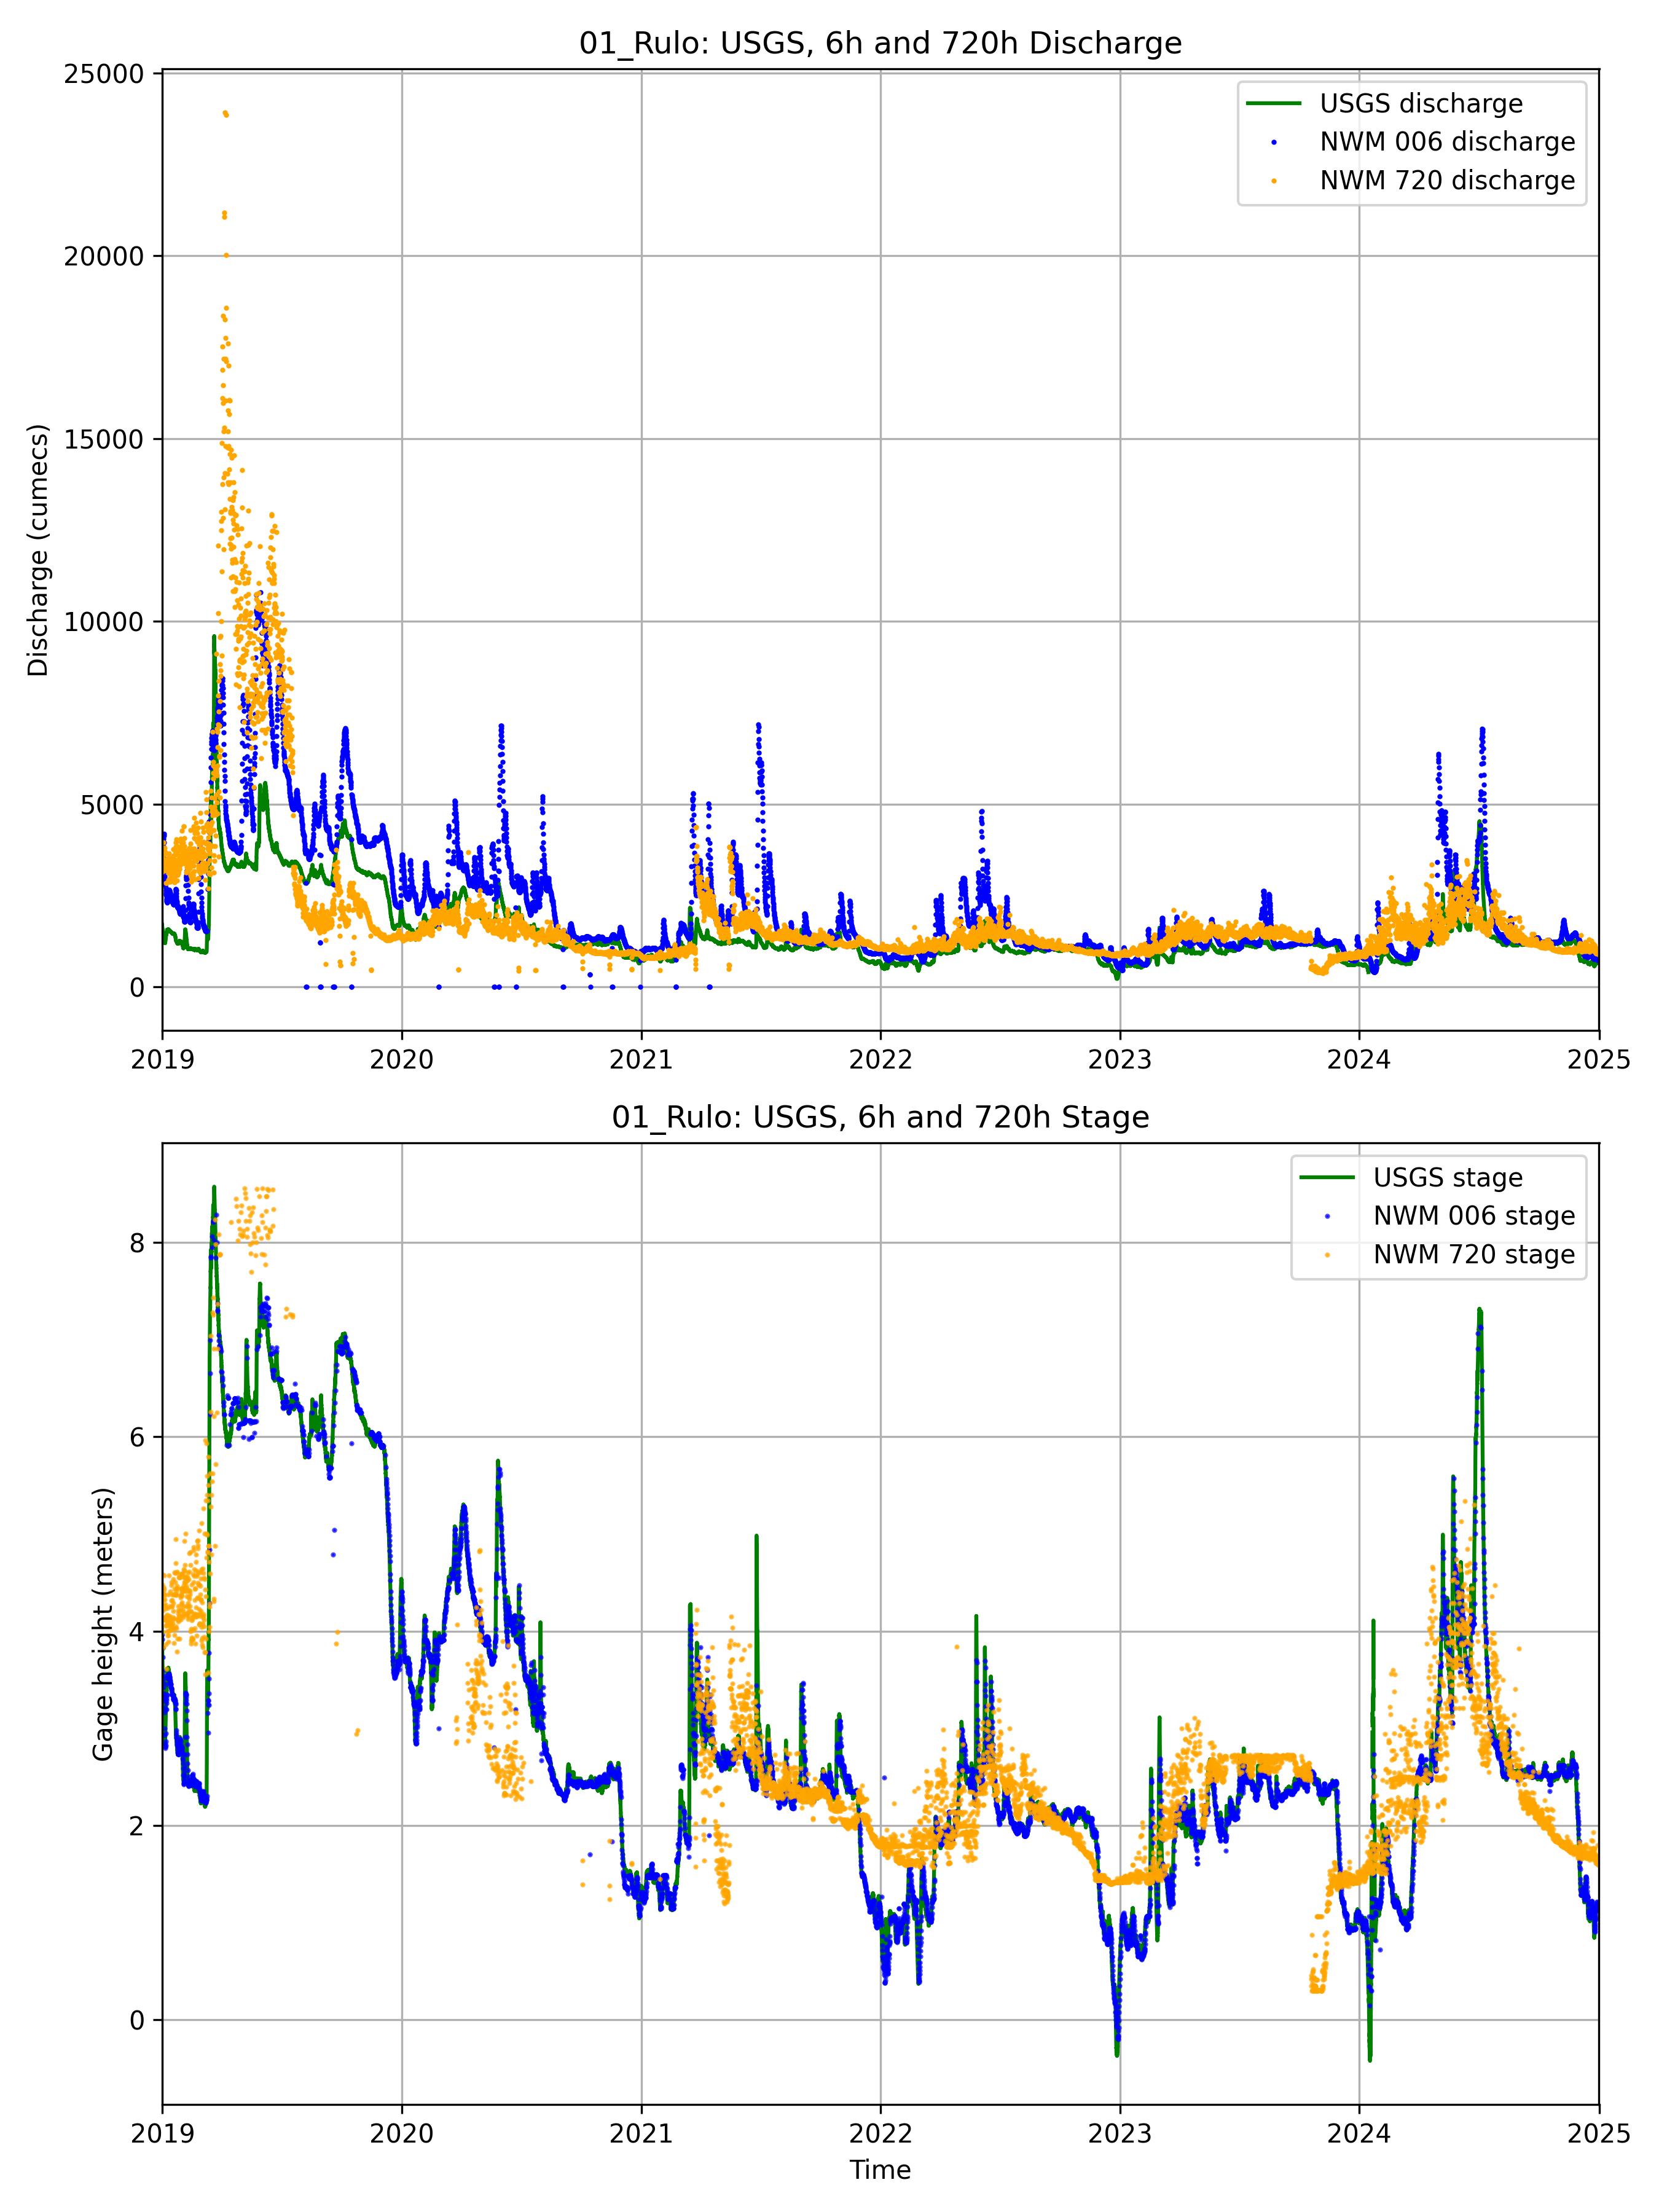 01_Rulo: USGS, 6h and 720h Discharge
25000
20000
15000
10000
5000
0
Discharge (cumecs)
USGS discharge
NWM 006 discharge
NWM 720 discharge
2019 2020 2021 2022 2023 2024 2025
01_Rulo: USGS, 6h and 720h Stage
8
6
4
2
0
Gage height (meters)
USGS stage
NWM 006 stage
NWM 720 stage
2019 2020 2021 2022 2023 2024 2025
Time